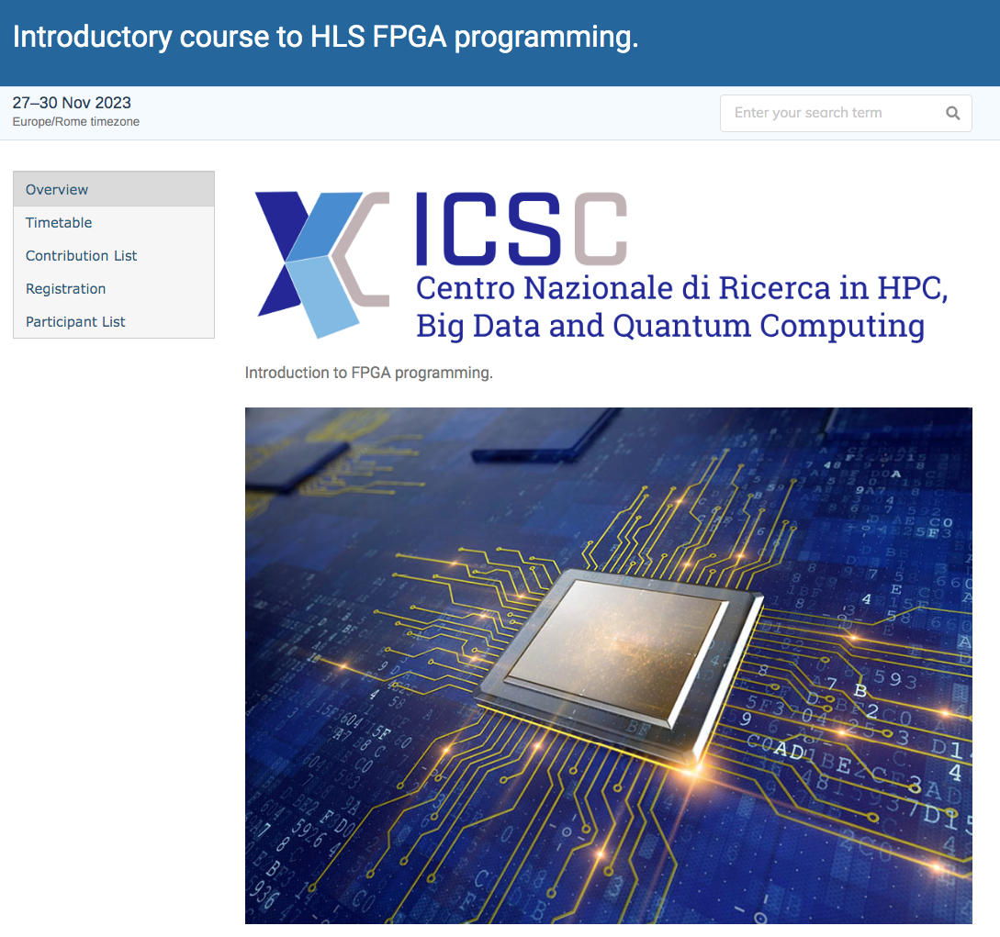 Introductory course to HLS FPGA programming.
27–30 Nov 2023
Europe/Rome timezone
Enter your search term
Overview
Timetable
Contribution List
Registration
Participant List
ICSC
Centro Nazionale di Ricerca in HPC,
Big Data and Quantum Computing
Introduction to FPGA programming.